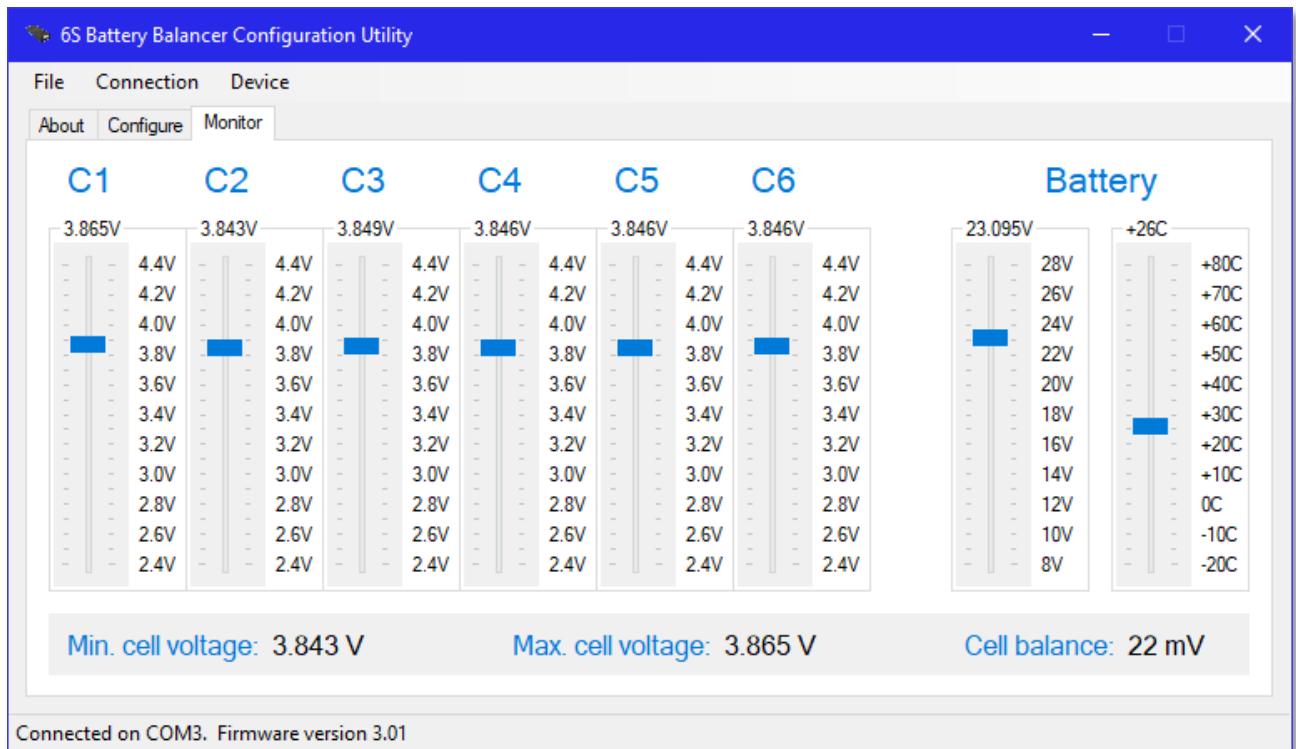 6S Battery Balancer Configuration Utility
File Connection Device
About Configure Monitor
C1 C2 C3 C4 C5 C6 Battery
3.865V 3.843V 3.849V 3.846V 3.846V 3.846V 23.095V +26C
4.4V 4.4V 4.4V 4.4V 4.4V 4.4V 28V +80C
4.2V 4.2V 4.2V 4.2V 4.2V 4.2V 26V +70C
4.0V 4.0V 4.0V 4.0V 4.0V 4.0V 24V +60C
3.8V 3.8V 3.8V 3.8V 3.8V 3.8V 22V +50C
3.6V 3.6V 3.6V 3.6V 3.6V 3.6V 20V +40C
3.4V 3.4V 3.4V 3.4V 3.4V 3.4V 18V +30C
3.2V 3.2V 3.2V 3.2V 3.2V 3.2V 16V +20C
3.0V 3.0V 3.0V 3.0V 3.0V 3.0V 14V +10C
2.8V 2.8V 2.8V 2.8V 2.8V 2.8V 12V 0C
2.6V 2.6V 2.6V 2.6V 2.6V 2.6V 10V -10C
2.4V 2.4V 2.4V 2.4V 2.4V 2.4V 8V -20C
Min. cell voltage: 3.843 V Max. cell voltage: 3.865 V Cell balance: 22 mV
Connected on COM3. Firmware version 3.01